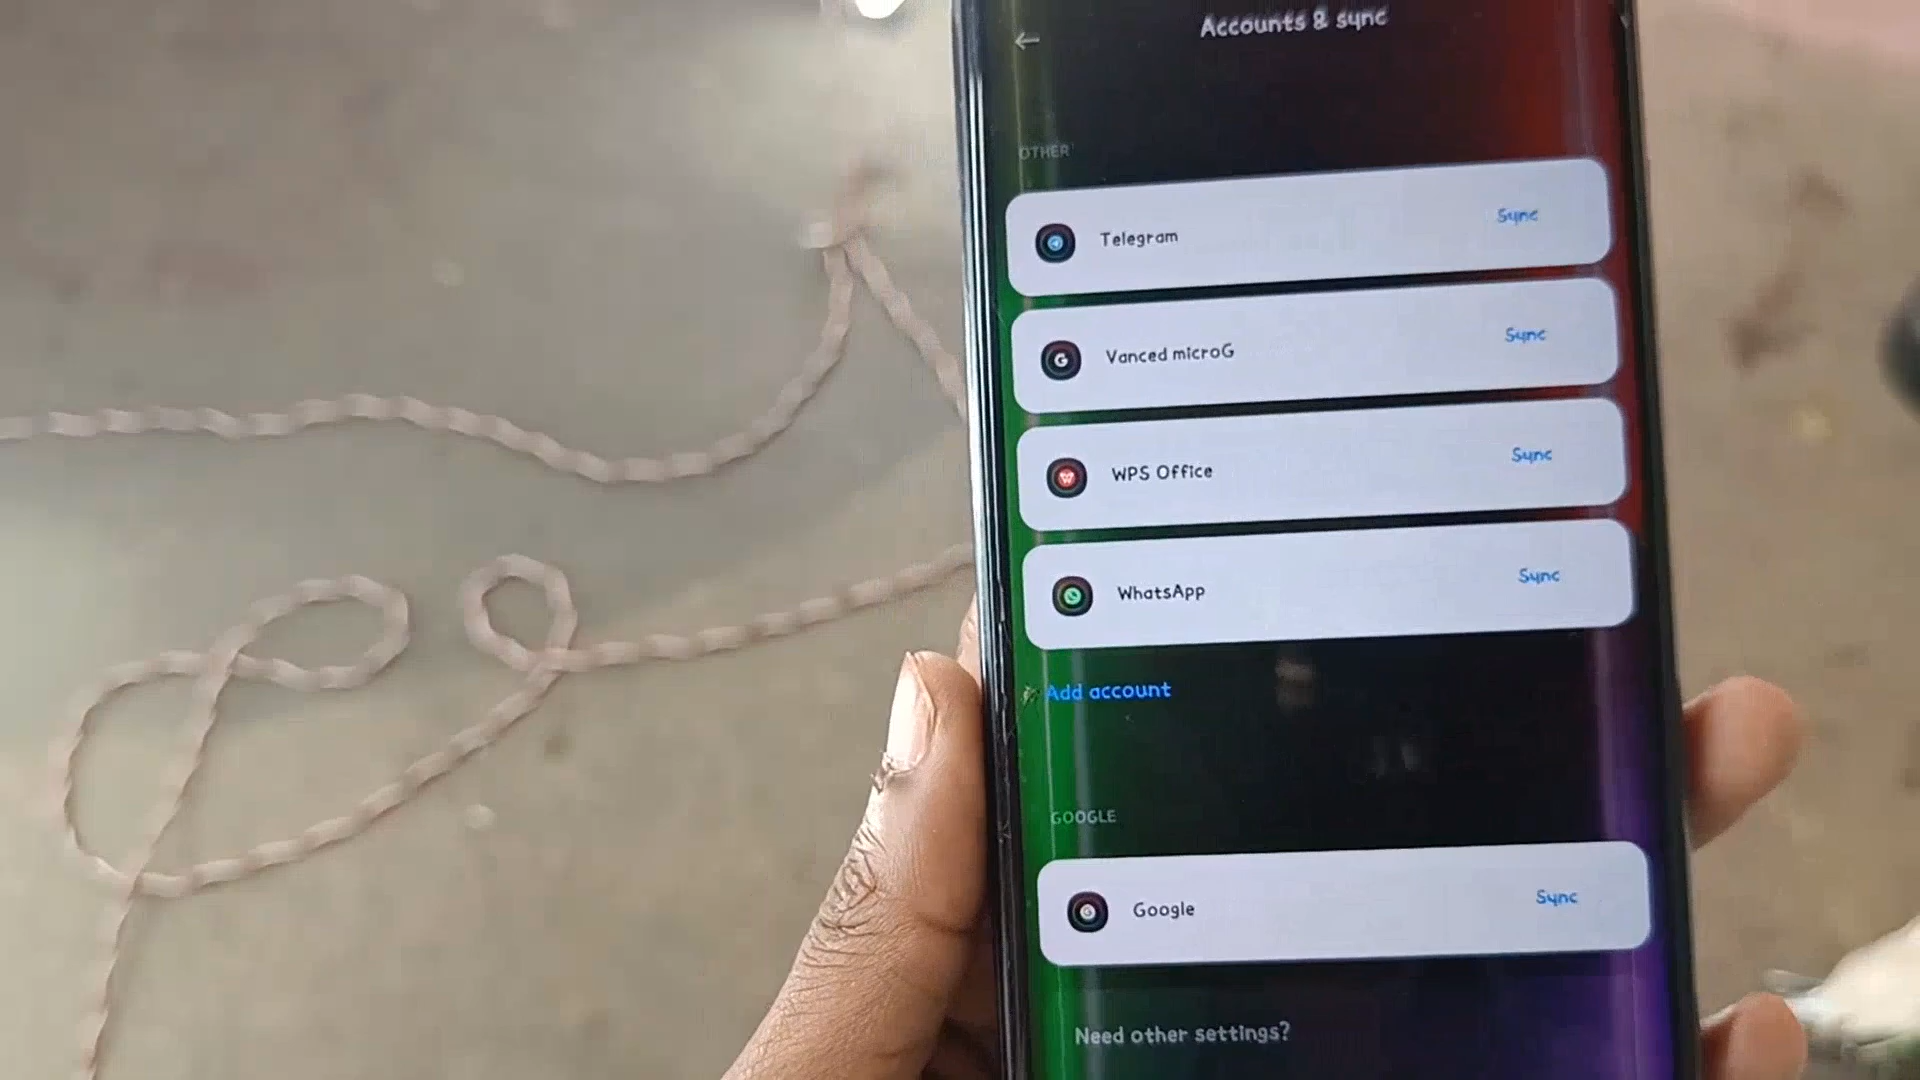 Accounts & sync
OTHER
Telegram Sync
Vanced microG Sync
WPS Office Sync
WhatsApp Sync
Add account
GOOGLE
Google Sync
Need other settings?